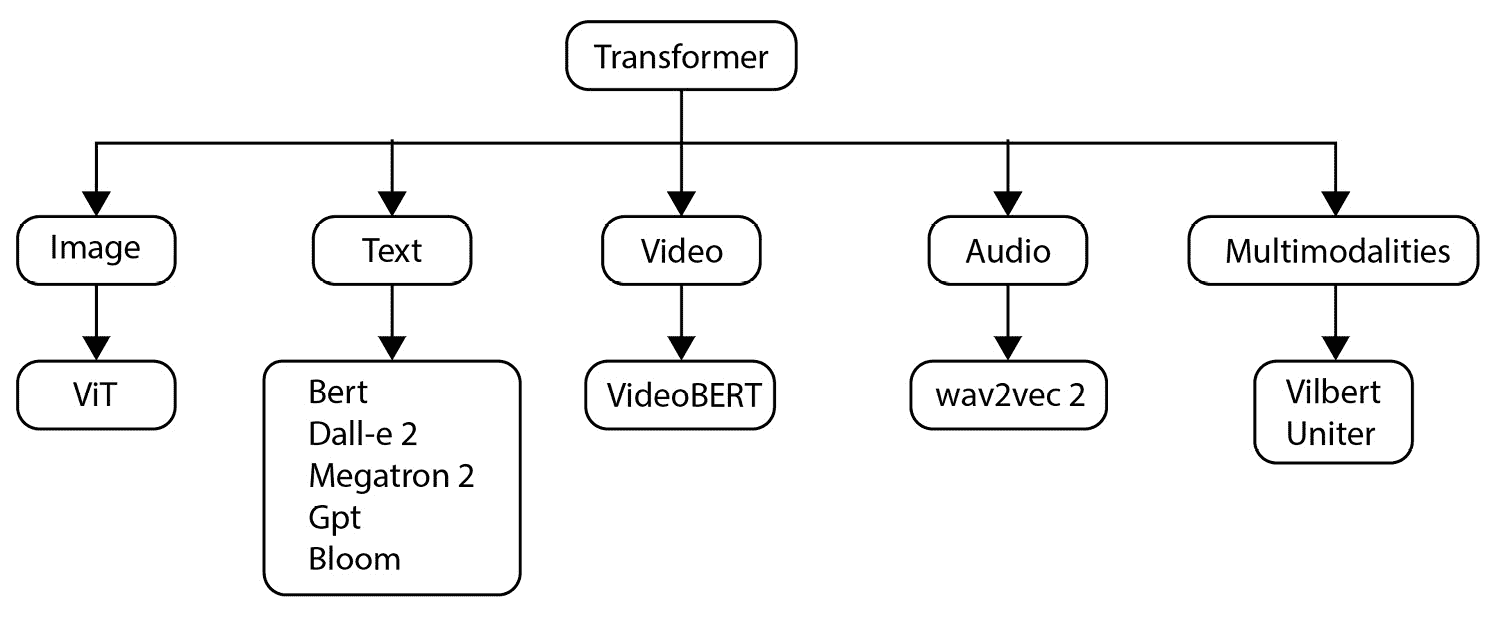 Transformer
Image
Text
Video
Audio
Multimodalities
ViT
Bert
Dall-e 2
Megatron 2
Gpt
Bloom
VideoBERT
wav2vec 2
Vilbert
Uniter